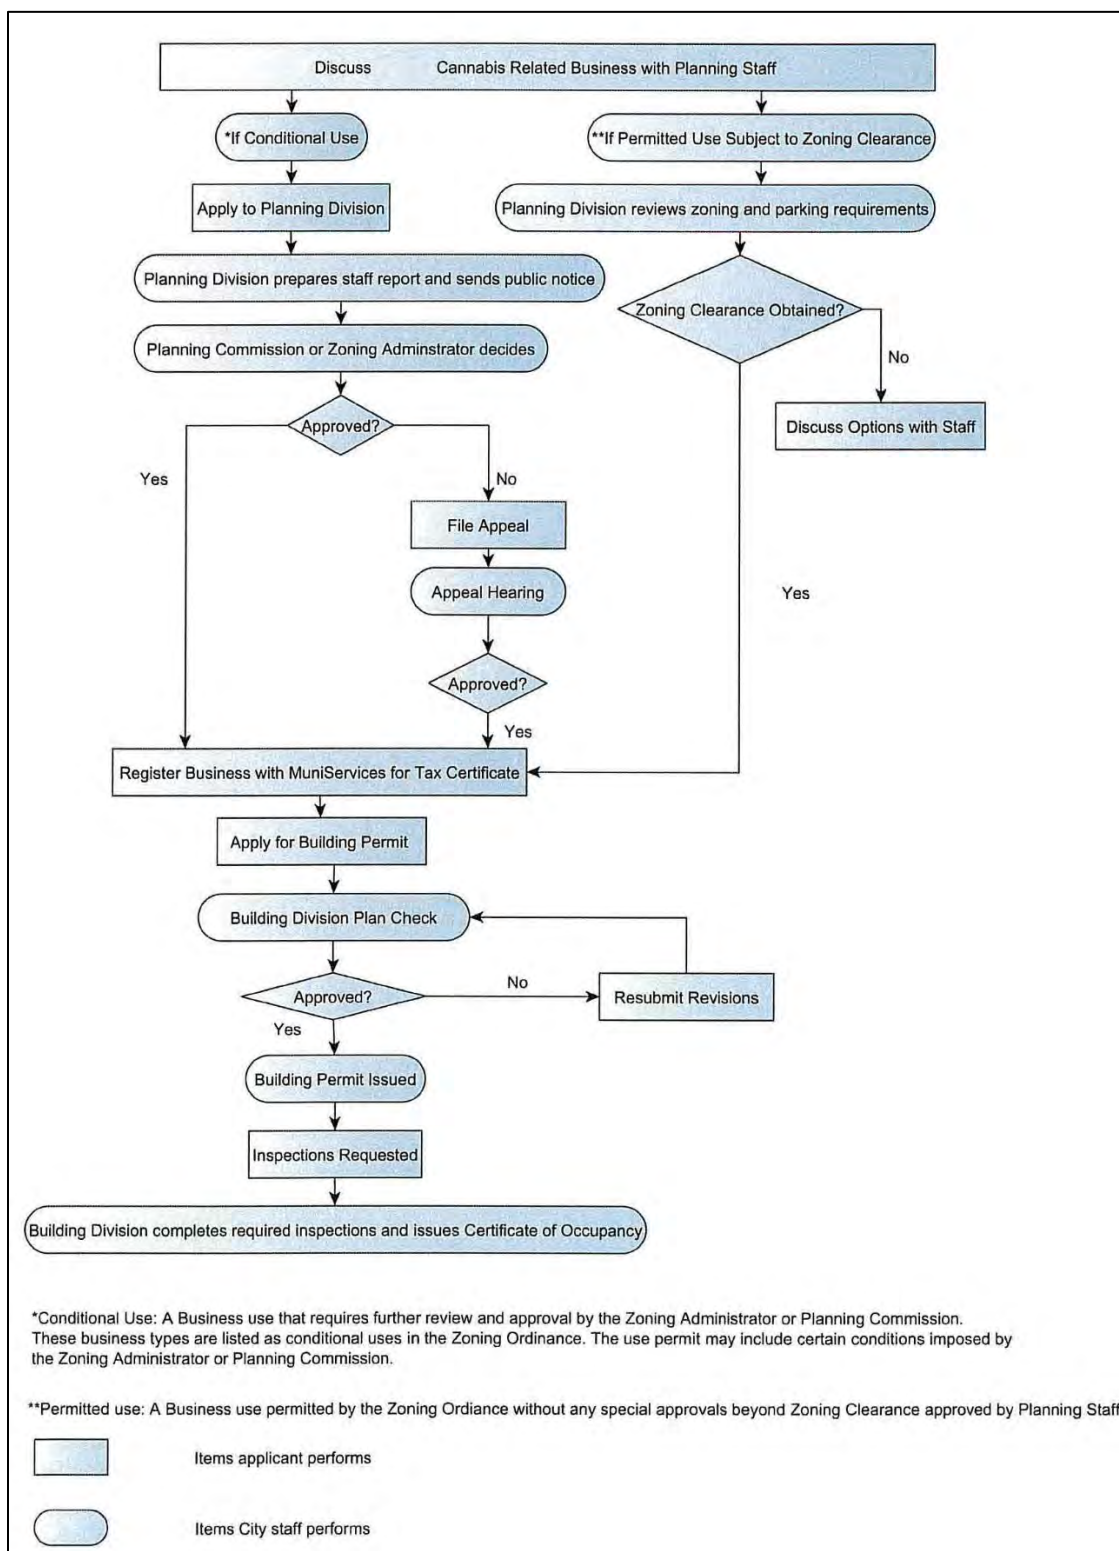 Discuss Cannabis Related Business with Planning Staff
*If Conditional Use
**If Permitted Use Subject to Zoning Clearance
Apply to Planning Division
Planning Division reviews zoning and parking requirements
Planning Division prepares staff report and sends public notice
Zoning Clearance Obtained?
Planning Commission or Zoning Adminstrator decides
No
Approved?
Discuss Options with Staff
Yes
No
File Appeal
Appeal Hearing
Yes
Approved?
Yes
Register Business with MuniServices for Tax Certificate
Apply for Building Permit
Building Division Plan Check
Approved?
No
Resubmit Revisions
Yes
Building Permit Issued
Inspections Requested
Building Division completes required inspections and issues Certificate of Occupancy
*Conditional Use: A Business use that requires further review and approval by the Zoning Administrator or Planning Commission.
These business types are listed as conditional uses in the Zoning Ordinance. The use permit may include certain conditions imposed by
the Zoning Administrator or Planning Commission.
**Permitted use: A Business use permitted by the Zoning Ordiance without any special approvals beyond Zoning Clearance approved by Planning Staff
Items applicant performs
Items City staff performs